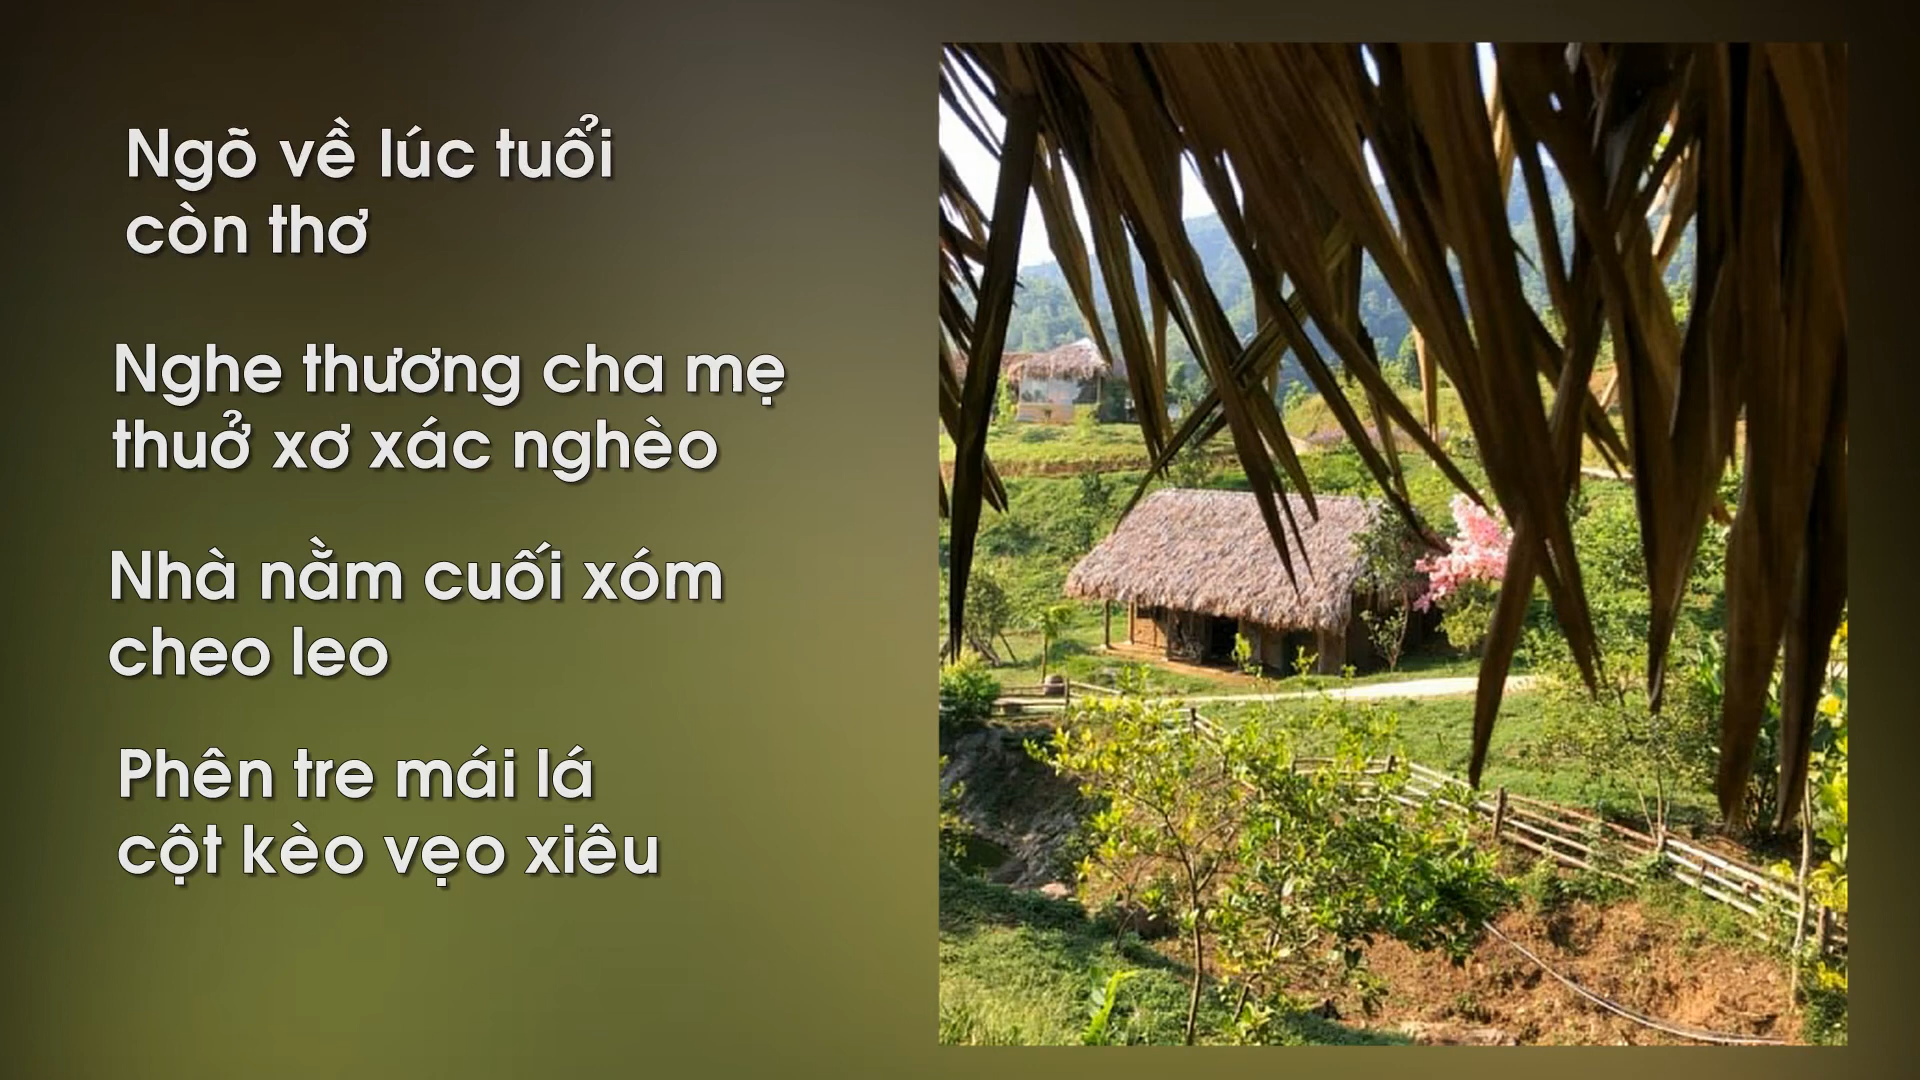 Ngõ về lúc tuổi
còn thơ
Nghe thương cha mẹ
thuở xơ xác nghèo
Nhà nằm cuối xóm
cheo leo
Phên tre mái lá
cột kèo vẹo xiêu